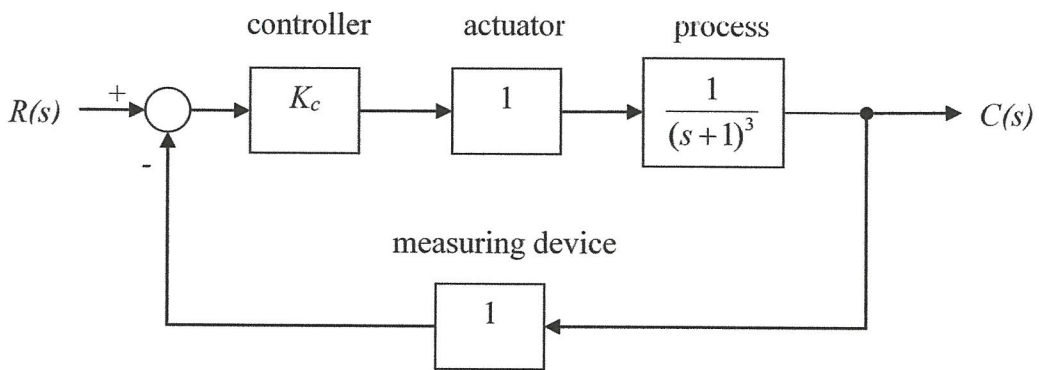 controller actuator process
R(s) + K_c 1 1/(s+1)^3 C(s)
-
measuring device
1